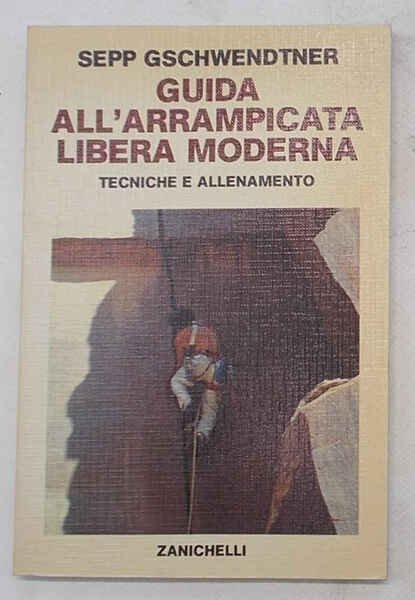 SEPP GSCHWENDTNER
GUIDA
ALL'ARRAMPICATA
LIBERA MODERNA
TECNICHE E ALLENAMENTO
ZANICHELLI